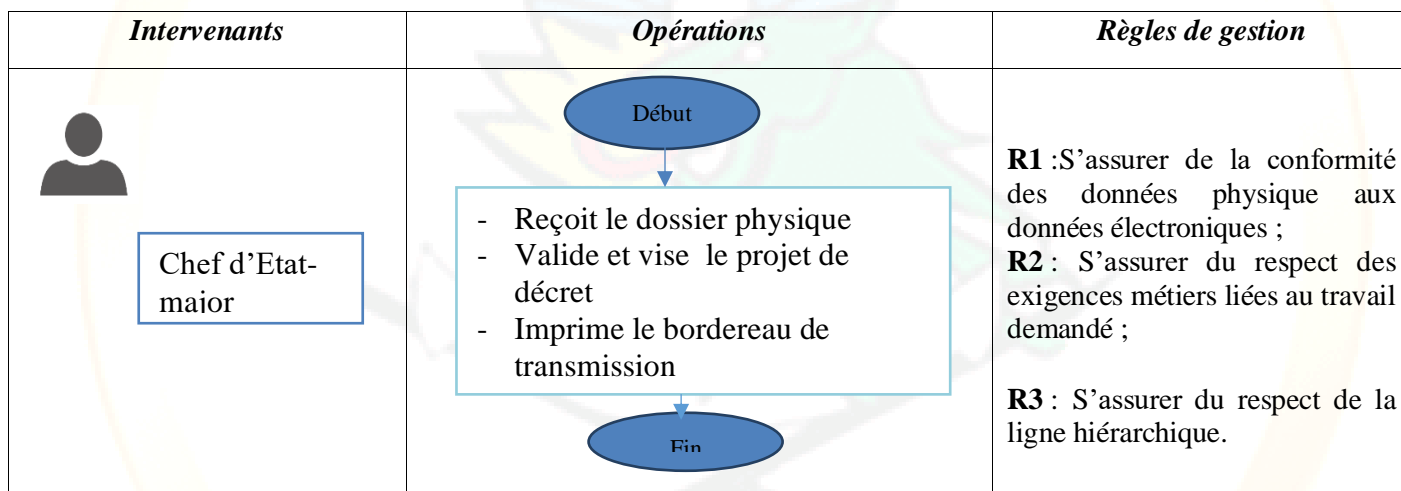 Intervenants
Opérations
Règles de gestion
Chef d’Etat-
major
Début
- Reçoit le dossier physique
- Valide et vise le projet de
décret
- Imprime le bordereau de
transmission
Fin
R1 :S’assurer de la conformité
des données physique aux
données électroniques ;
R2 : S’assurer du respect des
exigences métiers liées au travail
demandé ;
R3 : S’assurer du respect de la
ligne hiérarchique.